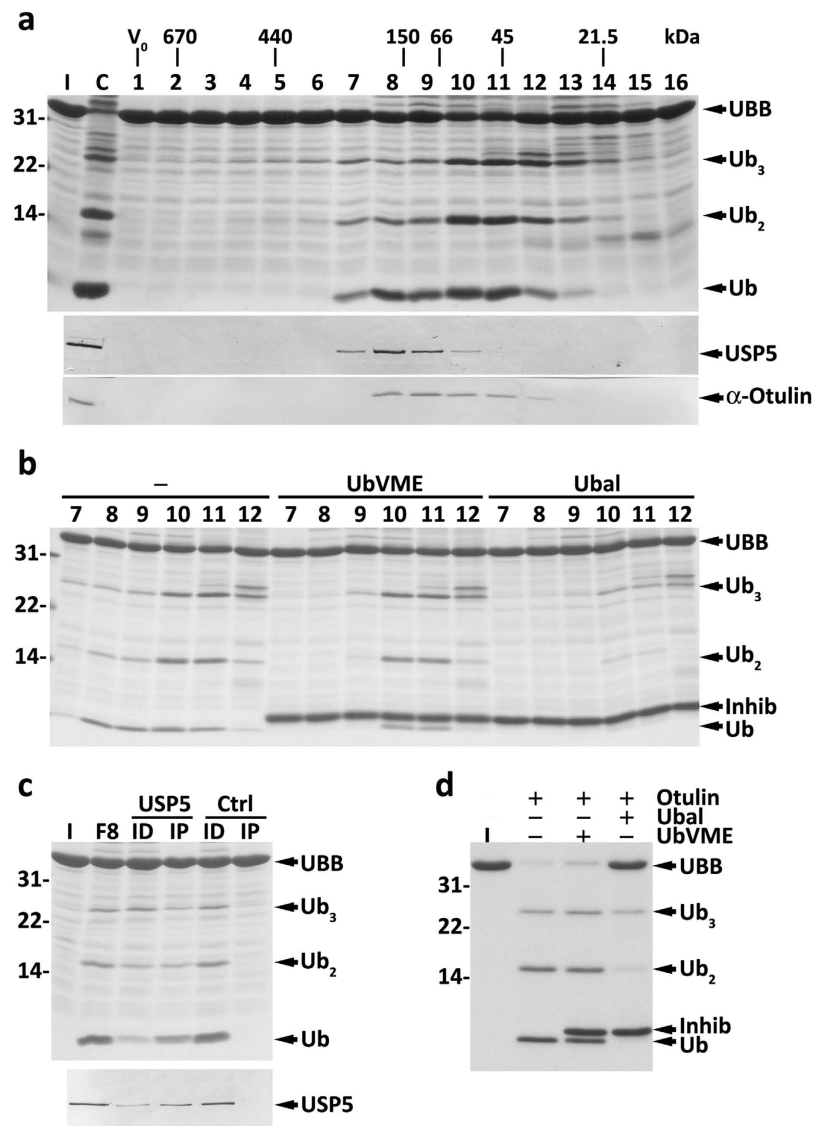 a
V₀ 670 440 150 66 45 21.5 kDa
I C 1 2 3 4 5 6 7 8 9 10 11 12 13 14 15 16
31-
22-
14-
UBB
Ub₃
Ub₂
Ub
USP5
α-Otulin
b
– UbVME Ubal
7 8 9 10 11 12 7 8 9 10 11 12 7 8 9 10 11 12
31-
22-
14-
UBB
Ub₃
Ub₂
Inhib
Ub
c
USP5 Ctrl
I F8 ID IP ID IP
31-
22-
14-
UBB
Ub₃
Ub₂
Ub
USP5
d
+ + + Otulin
– – + Ubal
I – + – UbVME
31-
22-
14-
UBB
Ub₃
Ub₂
Inhib
Ub